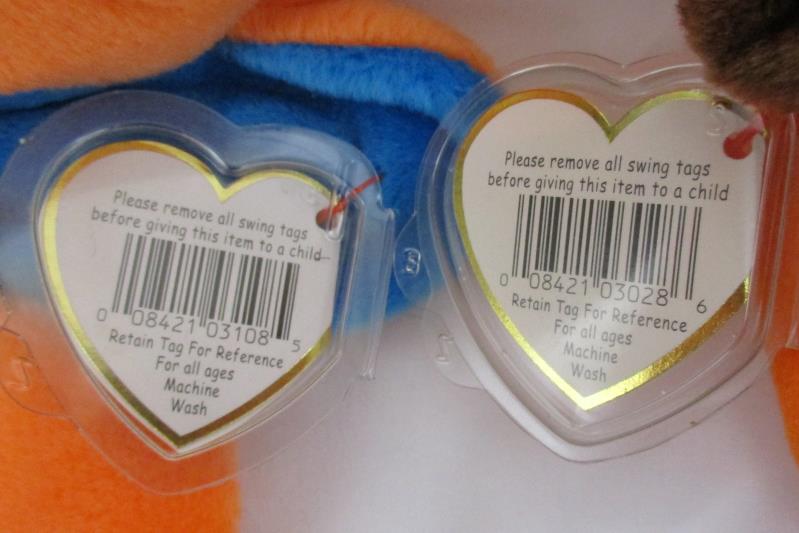 Please remove all swing tags
before giving this item to a child
0 08421 03108 5
Retain Tag For Reference
For all ages
Machine
Wash
Please remove all swing tags
before giving this item to a child
0 08421 03028 6
Retain Tag For Reference
For all ages
Machine
Wash